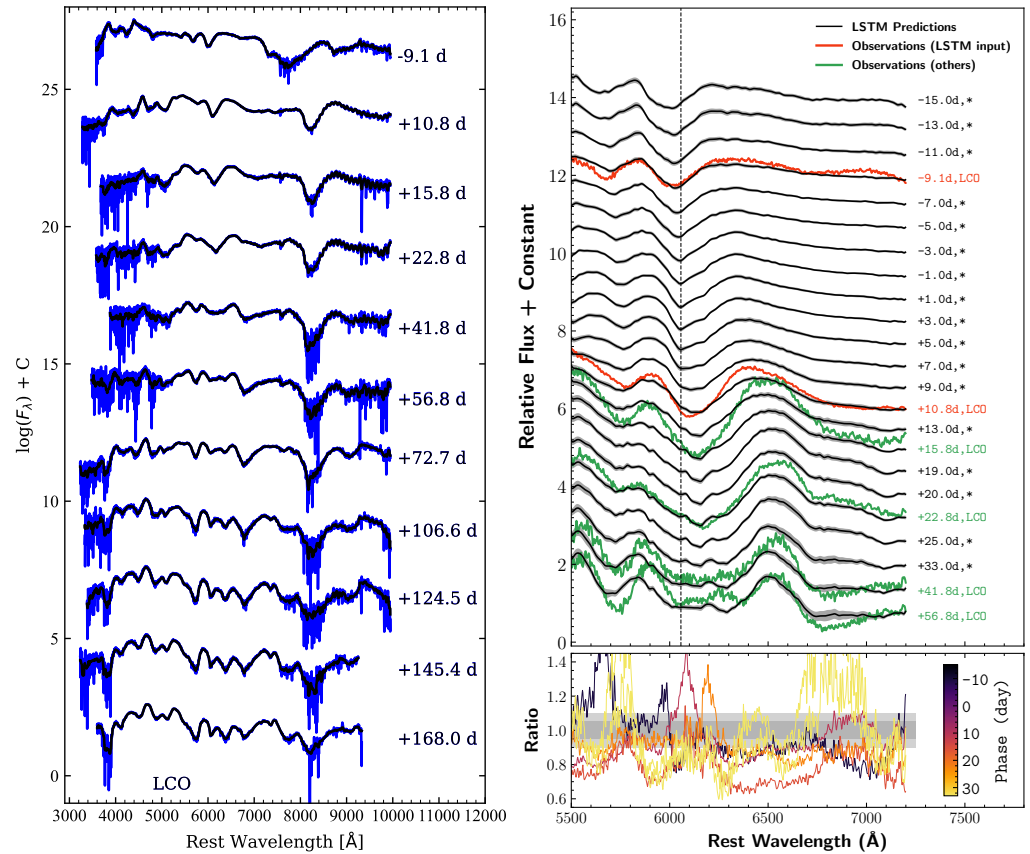 25
20
15
10
5
0
log(Fλ) + C
-9.1 d
+10.8 d
+15.8 d
+22.8 d
+41.8 d
+56.8 d
+72.7 d
+106.6 d
+124.5 d
+145.4 d
+168.0 d
LCO
3000 4000 5000 6000 7000 8000 9000 10000 11000 12000
Rest Wavelength [Å]
16
14
12
10
8
6
4
2
0
Relative Flux + Constant
LSTM Predictions
Observations (LSTM input)
Observations (others)
-15.0d,*
-13.0d,*
-11.0d,*
-9.1d,LCO
-7.0d,*
-5.0d,*
-3.0d,*
-1.0d,*
+1.0d,*
+3.0d,*
+5.0d,*
+7.0d,*
+9.0d,*
+10.8d,LCO
+13.0d,*
+15.8d,LCO
+19.0d,*
+20.0d,*
+22.8d,LCO
+25.0d,*
+33.0d,*
+41.8d,LCO
+56.8d,LCO
1.4
1.2
1.0
0.8
0.6
Ratio
Phase (day)
-10
0
10
20
30
5500 6000 6500 7000 7500
Rest Wavelength (Å)